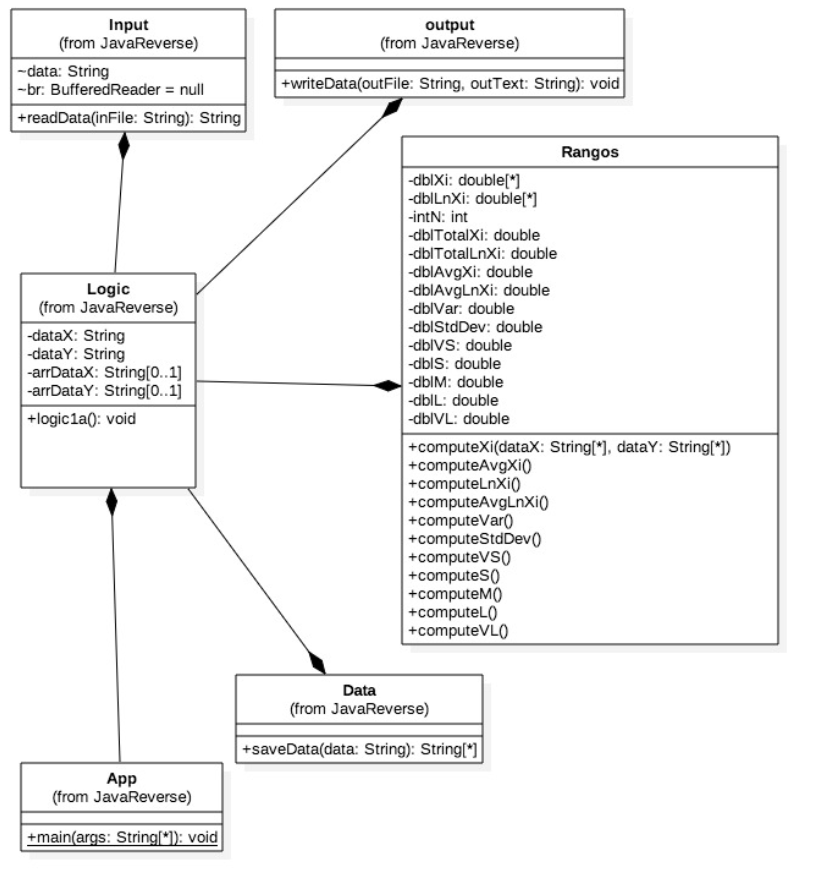 Input
(from JavaReverse)
~data: String
~br: BufferedReader = null
+readData(inFile: String): String
output
(from JavaReverse)
+writeData(outFile: String, outText: String): void
Rangos
-dblXi: double[*]
-dblLnXi: double[*]
-intN: int
-dblTotalXi: double
-dblTotalLnXi: double
-dblAvgXi: double
-dblAvgLnXi: double
-dblVar: double
-dblStdDev: double
-dblVS: double
-dblS: double
-dblM: double
-dblL: double
-dblVL: double
+computeXi(dataX: String[*], dataY: String[*])
+computeAvgXi()
+computeLnXi()
+computeAvgLnXi()
+computeVar()
+computeStdDev()
+computeVS()
+computeS()
+computeM()
+computeL()
+computeVL()
Logic
(from JavaReverse)
-dataX: String
-dataY: String
-arrDataX: String[0..1]
-arrDataY: String[0..1]
+logic1a(): void
Data
(from JavaReverse)
+saveData(data: String): String[*]
App
(from JavaReverse)
+main(args: String[*]): void